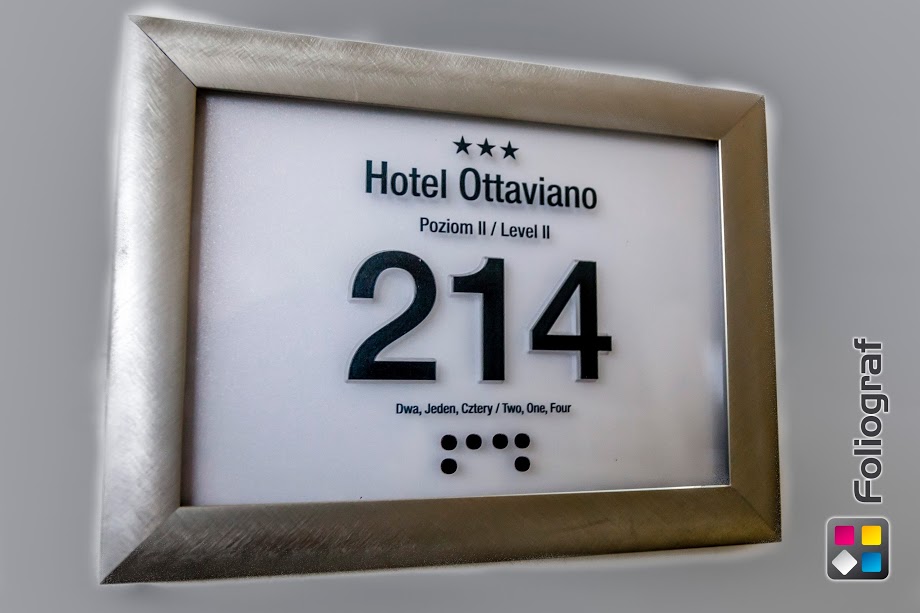 ★★★
Hotel Ottaviano
Poziom II / Level II
214
Dwa, Jeden, Cztery / Two, One, Four
⠃⠁⠙
Foliograf